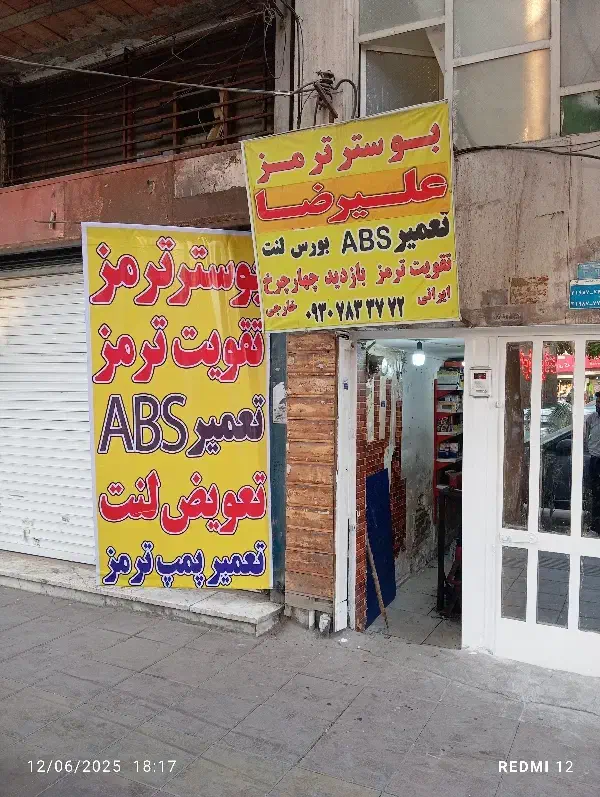 بوستر ترمز
علیرضا
تعمیر ABS بورس لنت
تقویت ترمز بازدید چهارچرخ
ایرانی ۰۹۲۰۷۸۳۳۷۷۲ خارجی
بوستر ترمز
تقویت ترمز
تعمیر ABS
تعویض لنت
تعمیر پمپ ترمز
12/06/2025 18:17
REDMI 12